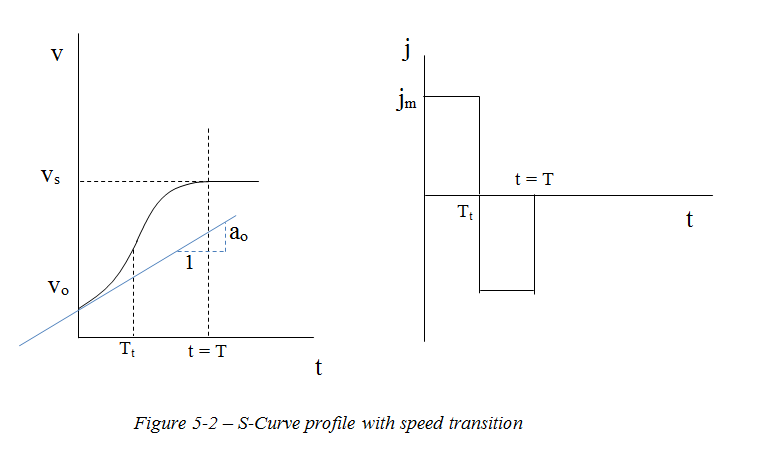 v
vₛ
aₒ
1
vₒ
Tₜ
t = T
t
j
jₘ
t = T
Tₜ
t
Figure 5-2 – S-Curve profile with speed transition